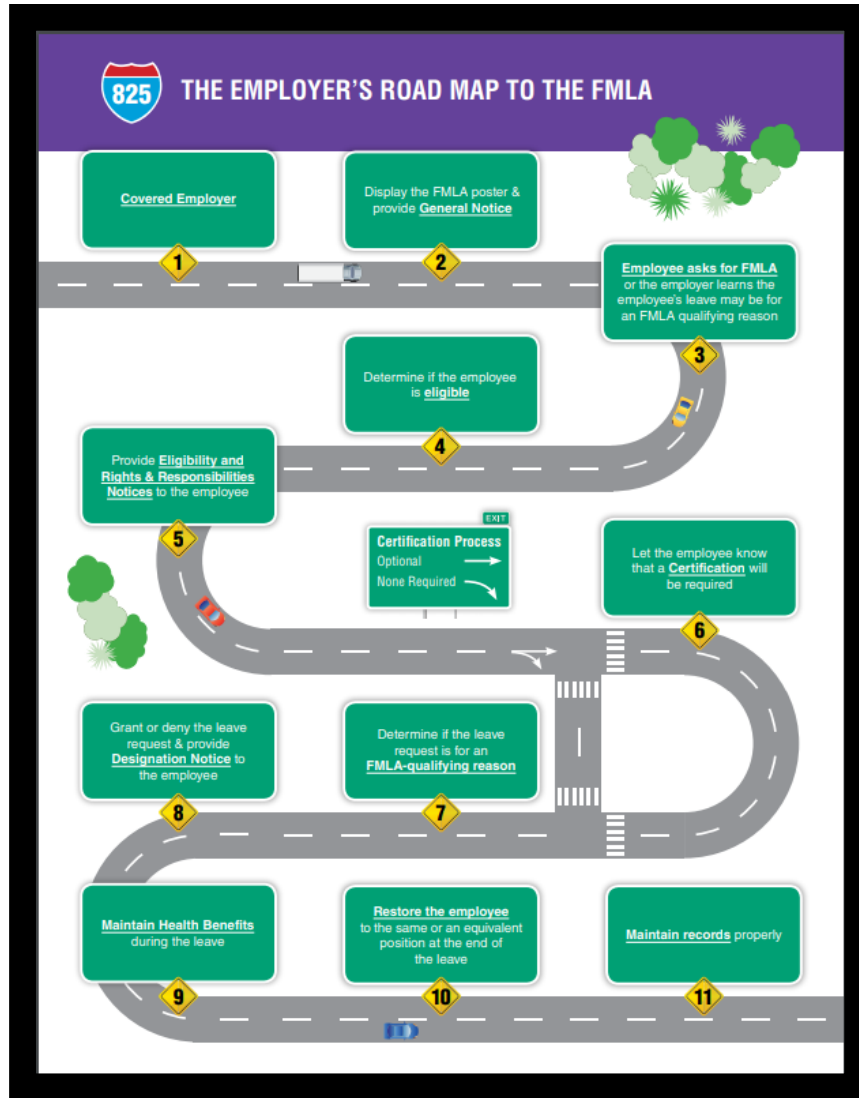 825
THE EMPLOYER'S ROAD MAP TO THE FMLA
Covered Employer
1
Display the FMLA poster &
provide General Notice
2
Employee asks for FMLA
or the employer learns the
employee's leave may be for
an FMLA qualifying reason
3
Determine if the employee
is eligible
4
Provide Eligibility and
Rights & Responsibilities
Notices to the employee
5
EXIT
Certification Process
Optional
None Required
Let the employee know
that a Certification will
be required
6
Determine if the leave
request is for an
FMLA-qualifying reason
7
Grant or deny the leave
request & provide
Designation Notice to
the employee
8
Maintain Health Benefits
during the leave
9
Restore the employee
to the same or an equivalent
position at the end of
the leave
10
Maintain records properly
11